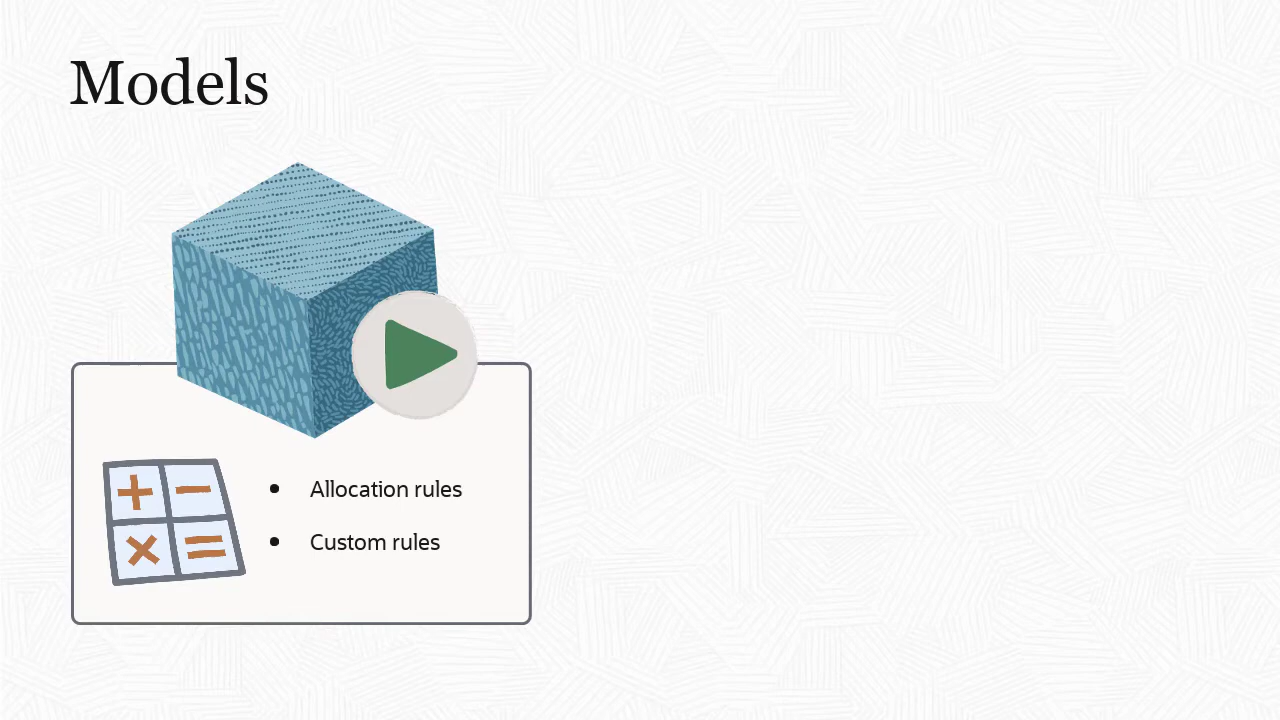 Models
• Allocation rules
• Custom rules